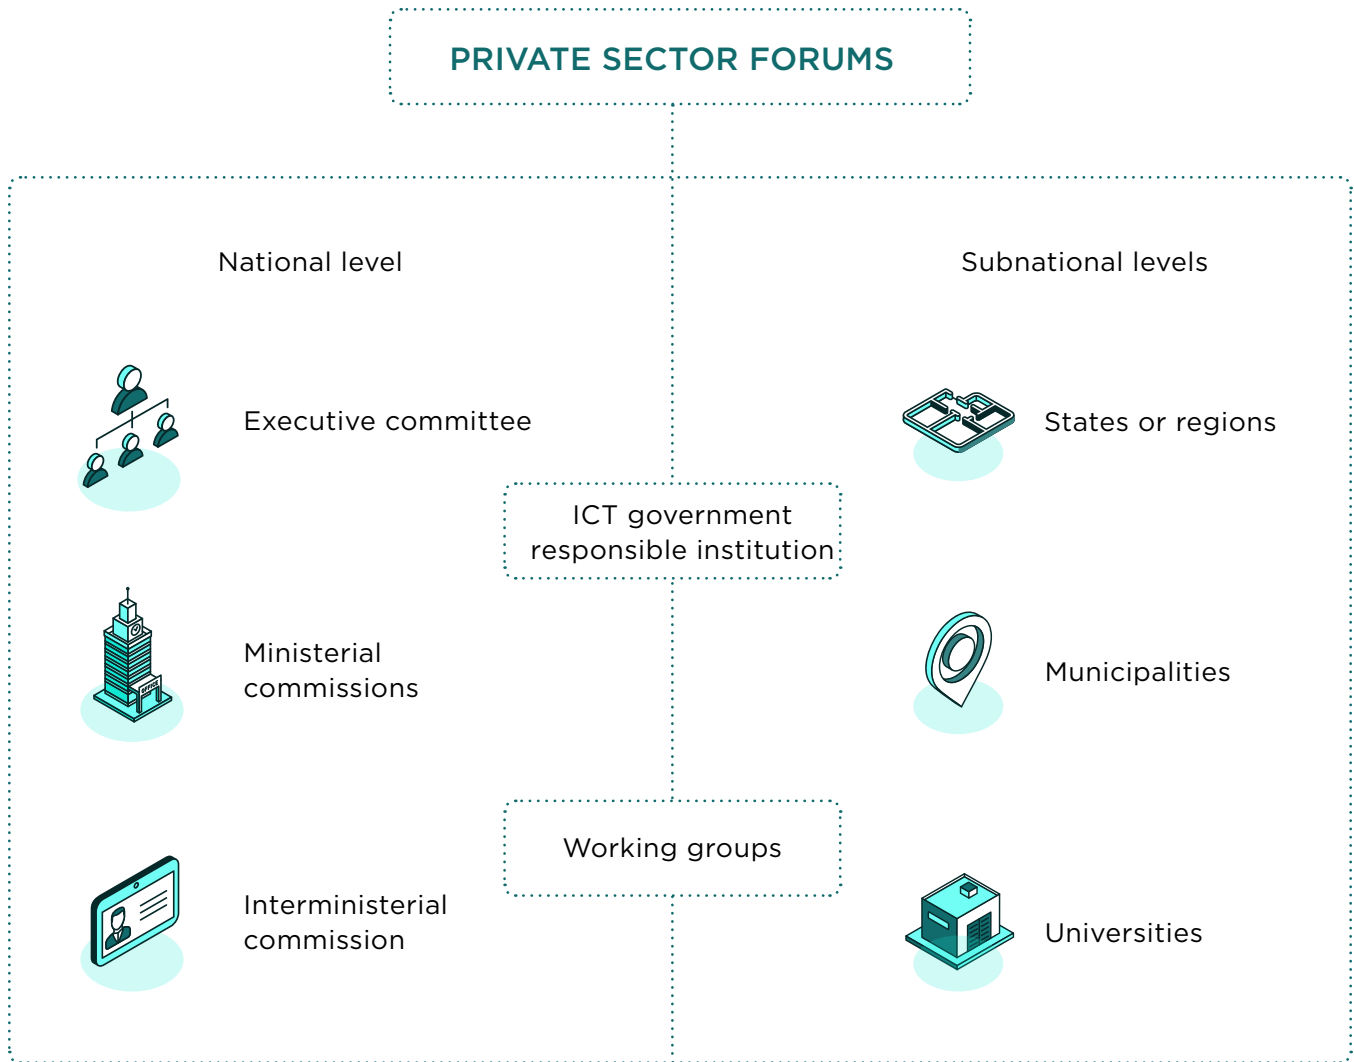 PRIVATE SECTOR FORUMS
National level
Subnational levels
Executive committee
States or regions
ICT government
responsible institution
Ministerial
commissions
OFFICE
Municipalities
Working groups
Interministerial
commission
Universities